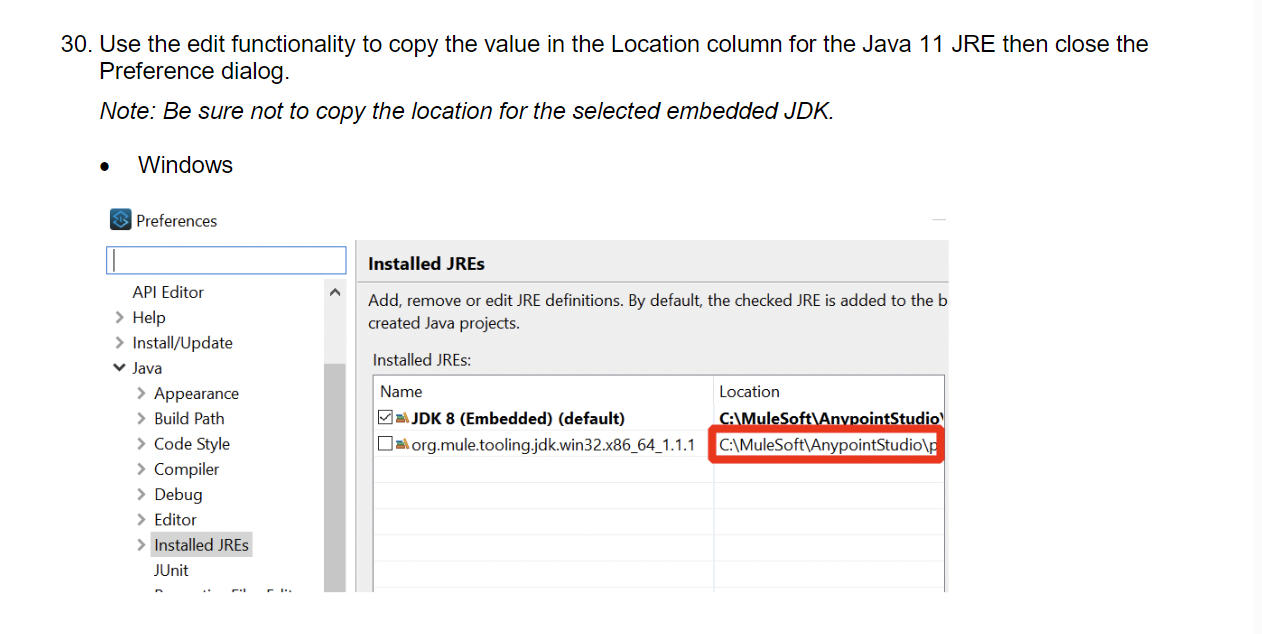 30. Use the edit functionality to copy the value in the Location column for the Java 11 JRE then close the
Preference dialog.
Note: Be sure not to copy the location for the selected embedded JDK.
• Windows
Preferences
API Editor
Help
Install/Update
Java
Appearance
Build Path
Code Style
Compiler
Debug
Editor
Installed JREs
JUnit
Installed JREs
Add, remove or edit JRE definitions. By default, the checked JRE is added to the b
created Java projects.
Installed JREs:
Name Location
JDK 8 (Embedded) (default) C:\MuleSoft\AnypointStudio\
org.mule.tooling.jdk.win32.x86_64_1.1.1 C:\MuleSoft\AnypointStudio\p